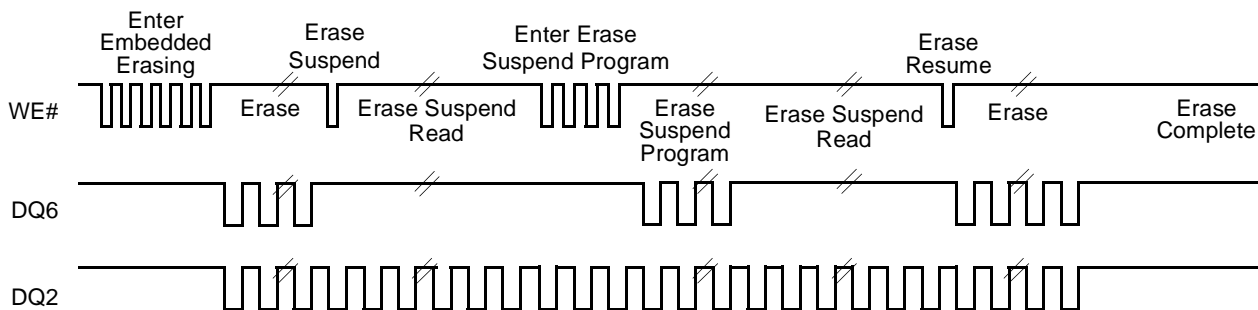 Enter
Embedded
Erasing
Erase
Suspend
Enter Erase
Suspend Program
Erase
Resume
WE#
Erase
Erase Suspend
Read
Erase
Suspend
Program
Erase Suspend
Read
Erase
Erase
Complete
DQ6
DQ2